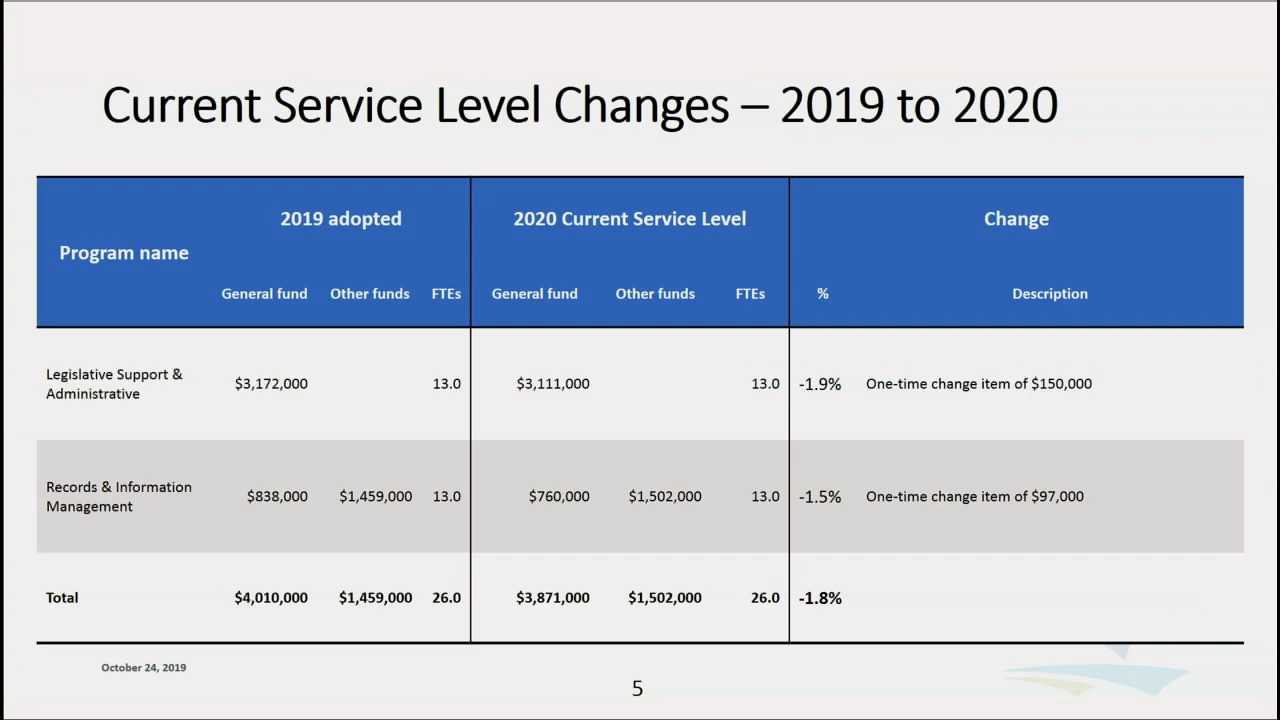 Current Service Level Changes – 2019 to 2020
Program name
2019 adopted
2020 Current Service Level
Change
General fund Other funds FTEs General fund Other funds FTEs % Description
Legislative Support &
Administrative
$3,172,000 13.0 $3,111,000 13.0 -1.9% One-time change item of $150,000
Records & Information
Management
$838,000 $1,459,000 13.0 $760,000 $1,502,000 13.0 -1.5% One-time change item of $97,000
Total $4,010,000 $1,459,000 26.0 $3,871,000 $1,502,000 26.0 -1.8%
October 24, 2019
5